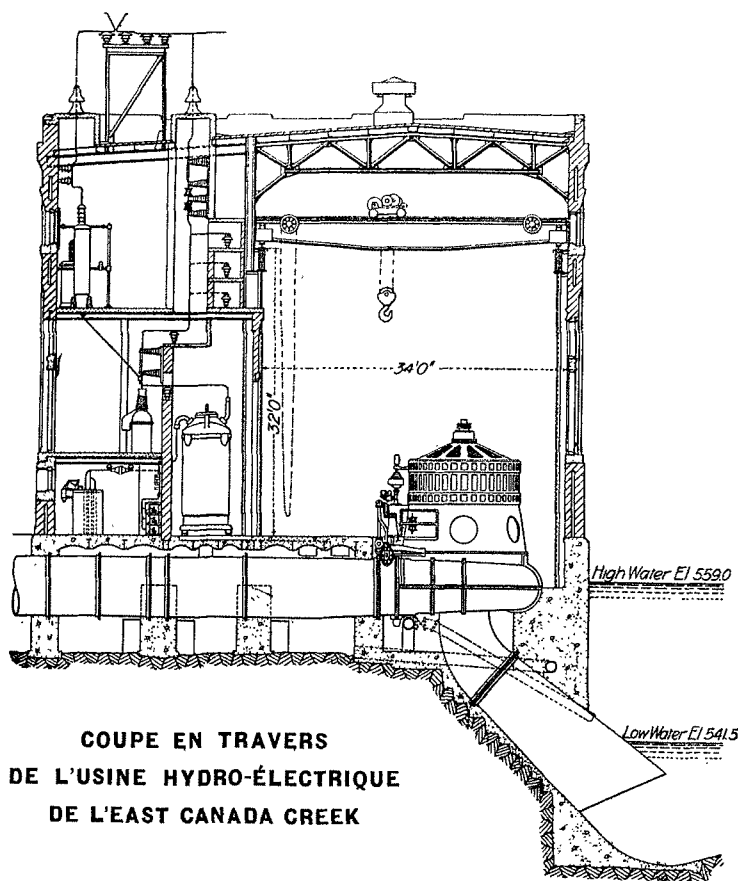 34'0"
32'0"
High Water El 559.0
Low Water El 541.5
COUPE EN TRAVERS
DE L'USINE HYDRO-ÉLECTRIQUE
DE L'EAST CANADA CREEK